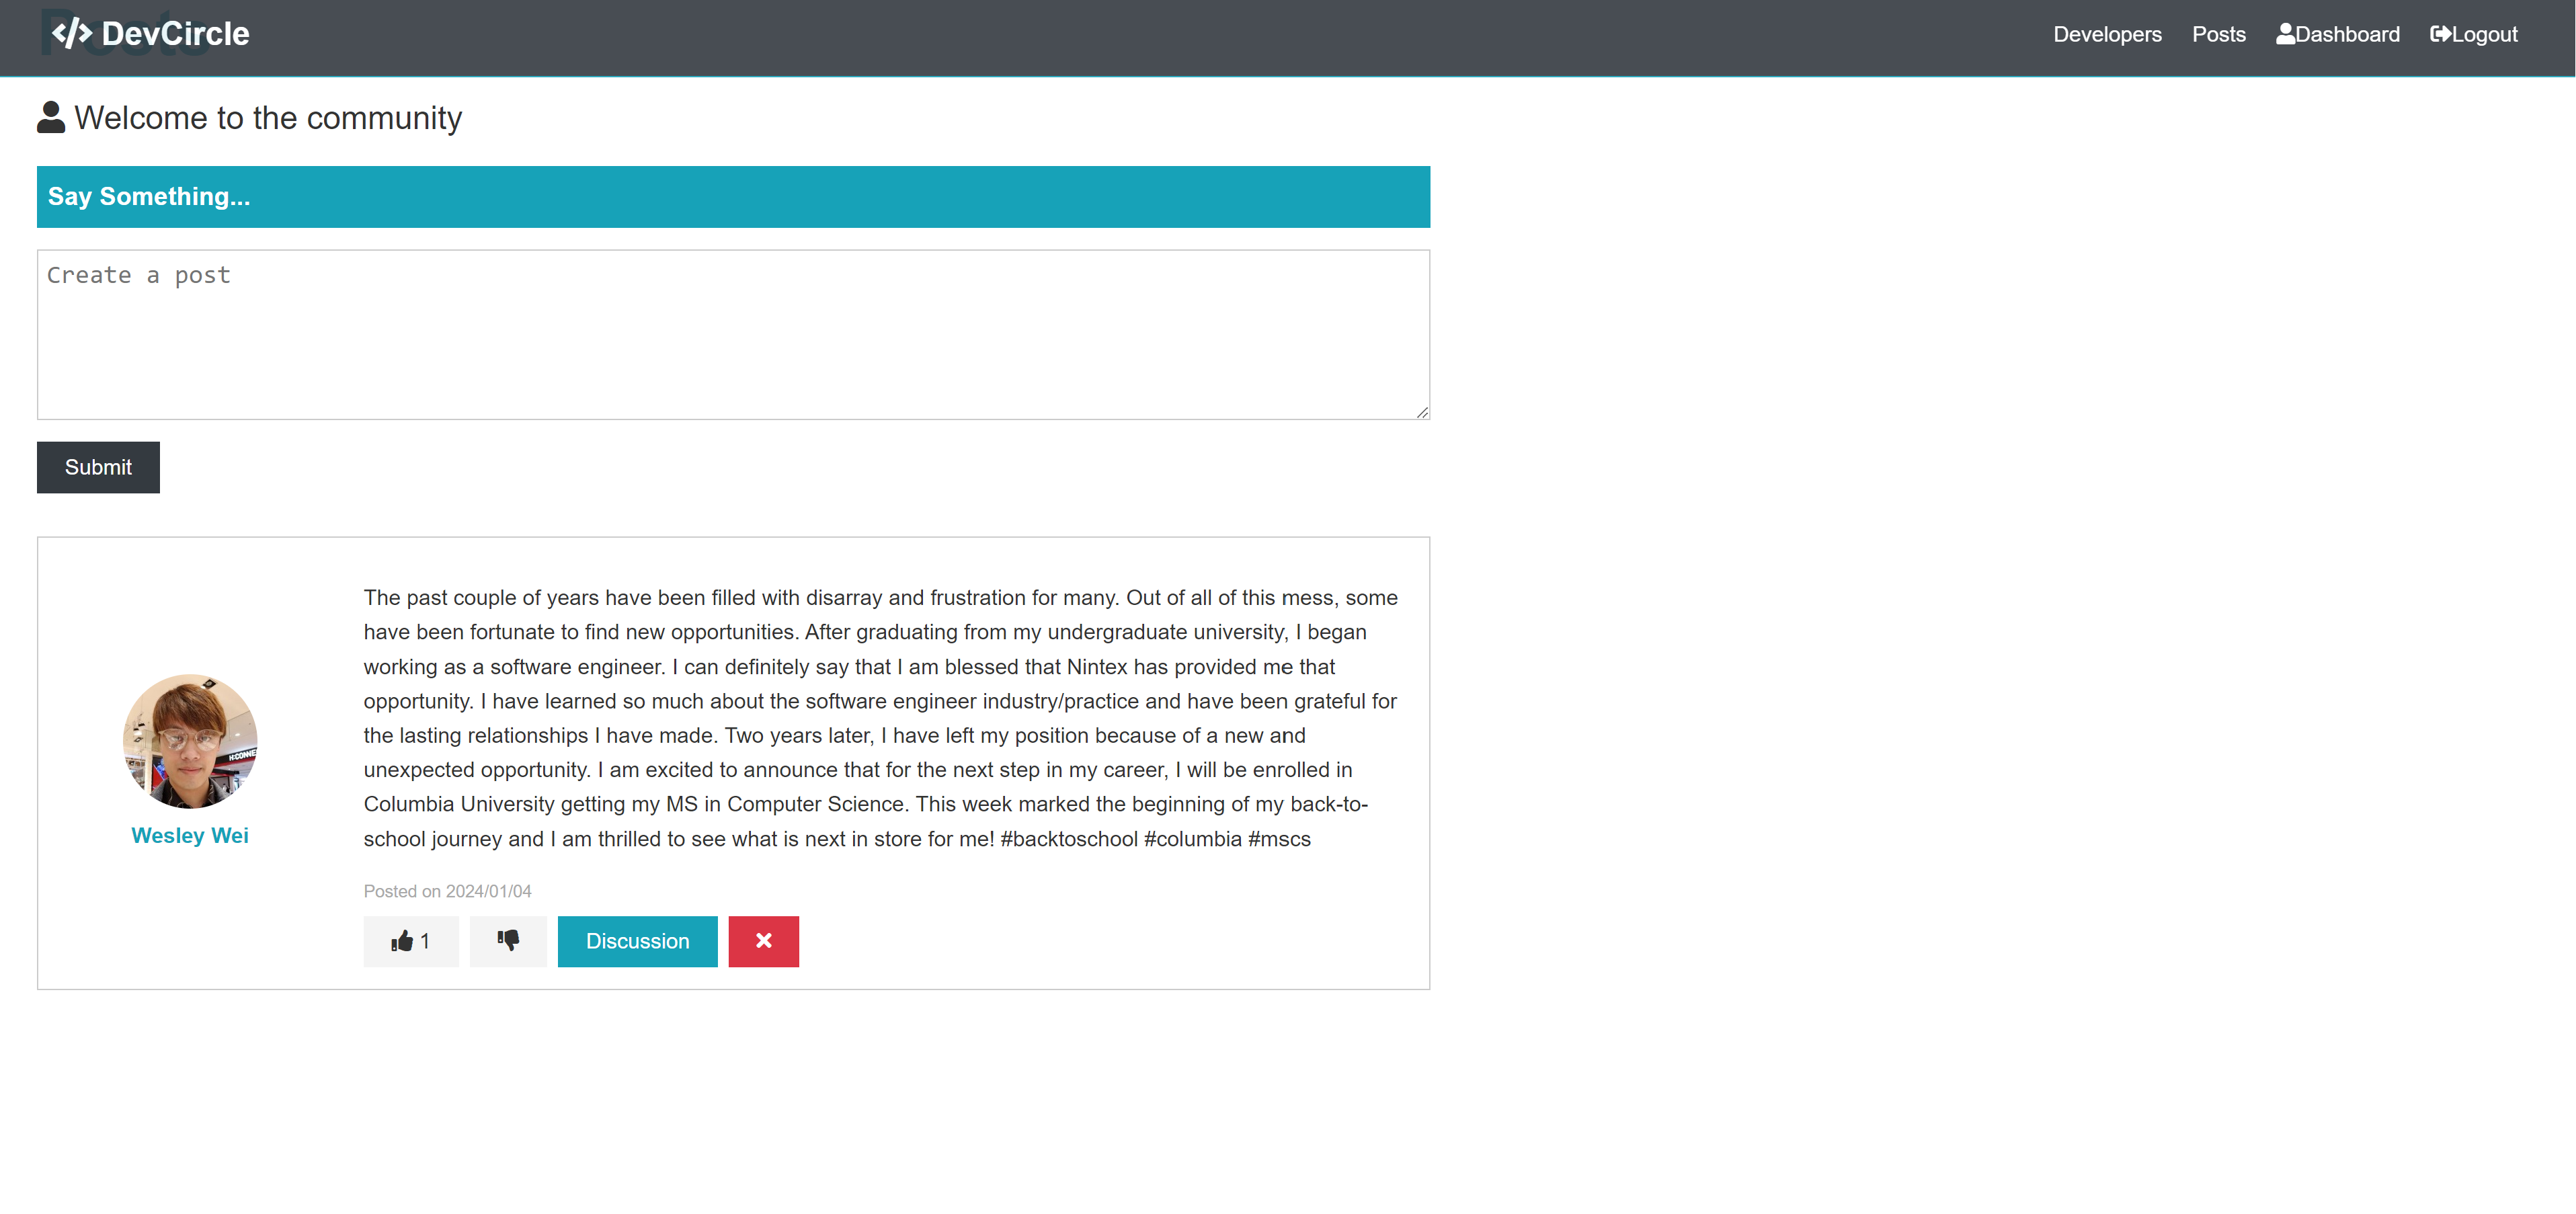 Posts
DevCircle
Developers Posts Dashboard Logout
Welcome to the community
Say Something...
Create a post
Submit
The past couple of years have been filled with disarray and frustration for many. Out of all of this mess, some
have been fortunate to find new opportunities. After graduating from my undergraduate university, I began
working as a software engineer. I can definitely say that I am blessed that Nintex has provided me that
opportunity. I have learned so much about the software engineer industry/practice and have been grateful for
the lasting relationships I have made. Two years later, I have left my position because of a new and
unexpected opportunity. I am excited to announce that for the next step in my career, I will be enrolled in
Columbia University getting my MS in Computer Science. This week marked the beginning of my back-to-
school journey and I am thrilled to see what is next in store for me! #backtoschool #columbia #mscs
H:CONNE
Wesley Wei
Posted on 2024/01/04
1
Discussion